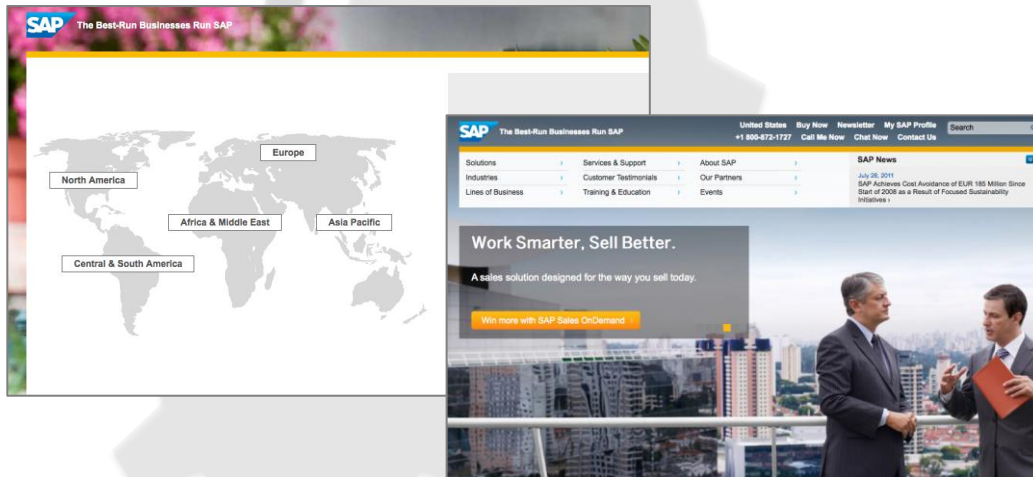 SAP The Best-Run Businesses Run SAP
Europe
North America
Africa & Middle East
Asia Pacific
Central & South America
SAP The Best-Run Businesses Run SAP
United States Buy Now Newsletter My SAP Profile Search
+1 800-872-1727 Call Me Now Chat Now Contact Us
Solutions › Services & Support › About SAP ›
Industries › Customer Testimonials › Our Partners ›
Lines of Business › Training & Education › Events ›
SAP News
July 28, 2011
SAP Achieves Cost Avoidance of EUR 185 Million Since
Start of 2008 as a Result of Focused Sustainability
Initiatives ›
Work Smarter, Sell Better.
A sales solution designed for the way you sell today.
Win more with SAP Sales OnDemand ›